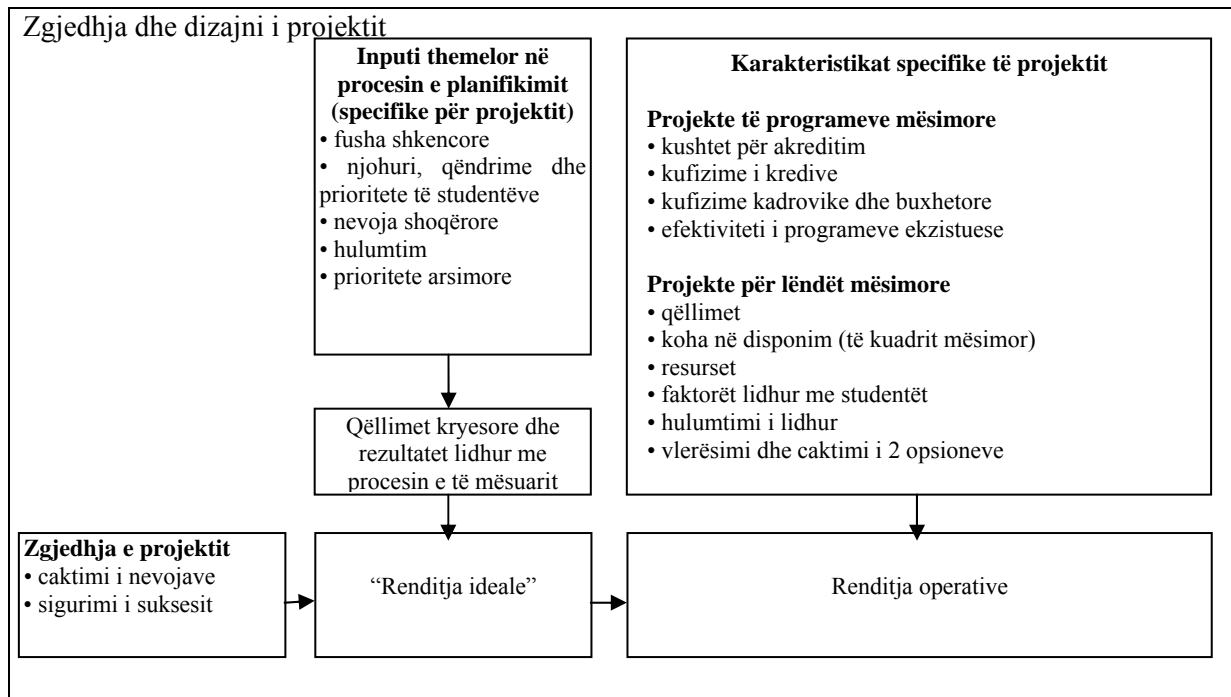 Zgjedhja dhe dizajni i projektit
Inputi themelor në
procesin e planifikimit
(specifike për projektit)
• fusha shkencore
• njohuri, qëndrime dhe
prioritete të studentëve
• nevoja shoqërore
• hulumtim
• prioritete arsimore
Karakteristikat specifike të projektit
Projekte të programeve mësimore
• kushtet për akreditim
• kufizime i kredive
• kufizime kadrovike dhe buxhetore
• efektiviteti i programeve ekzistuese
Projekte për lëndët mësimore
• qëllimet
• koha në disponim (të kuadrit mësimor)
• resurset
• faktorët lidhur me studentët
• hulumtimi i lidhur
• vlerësimi dhe caktimi i 2 opsioneve
Qëllimet kryesore dhe
rezultatet lidhur me
procesin e të mësuarit
Zgjedhja e projektit
• caktimi i nevojave
• sigurimi i suksesit
“Renditja ideale”
Renditja operative